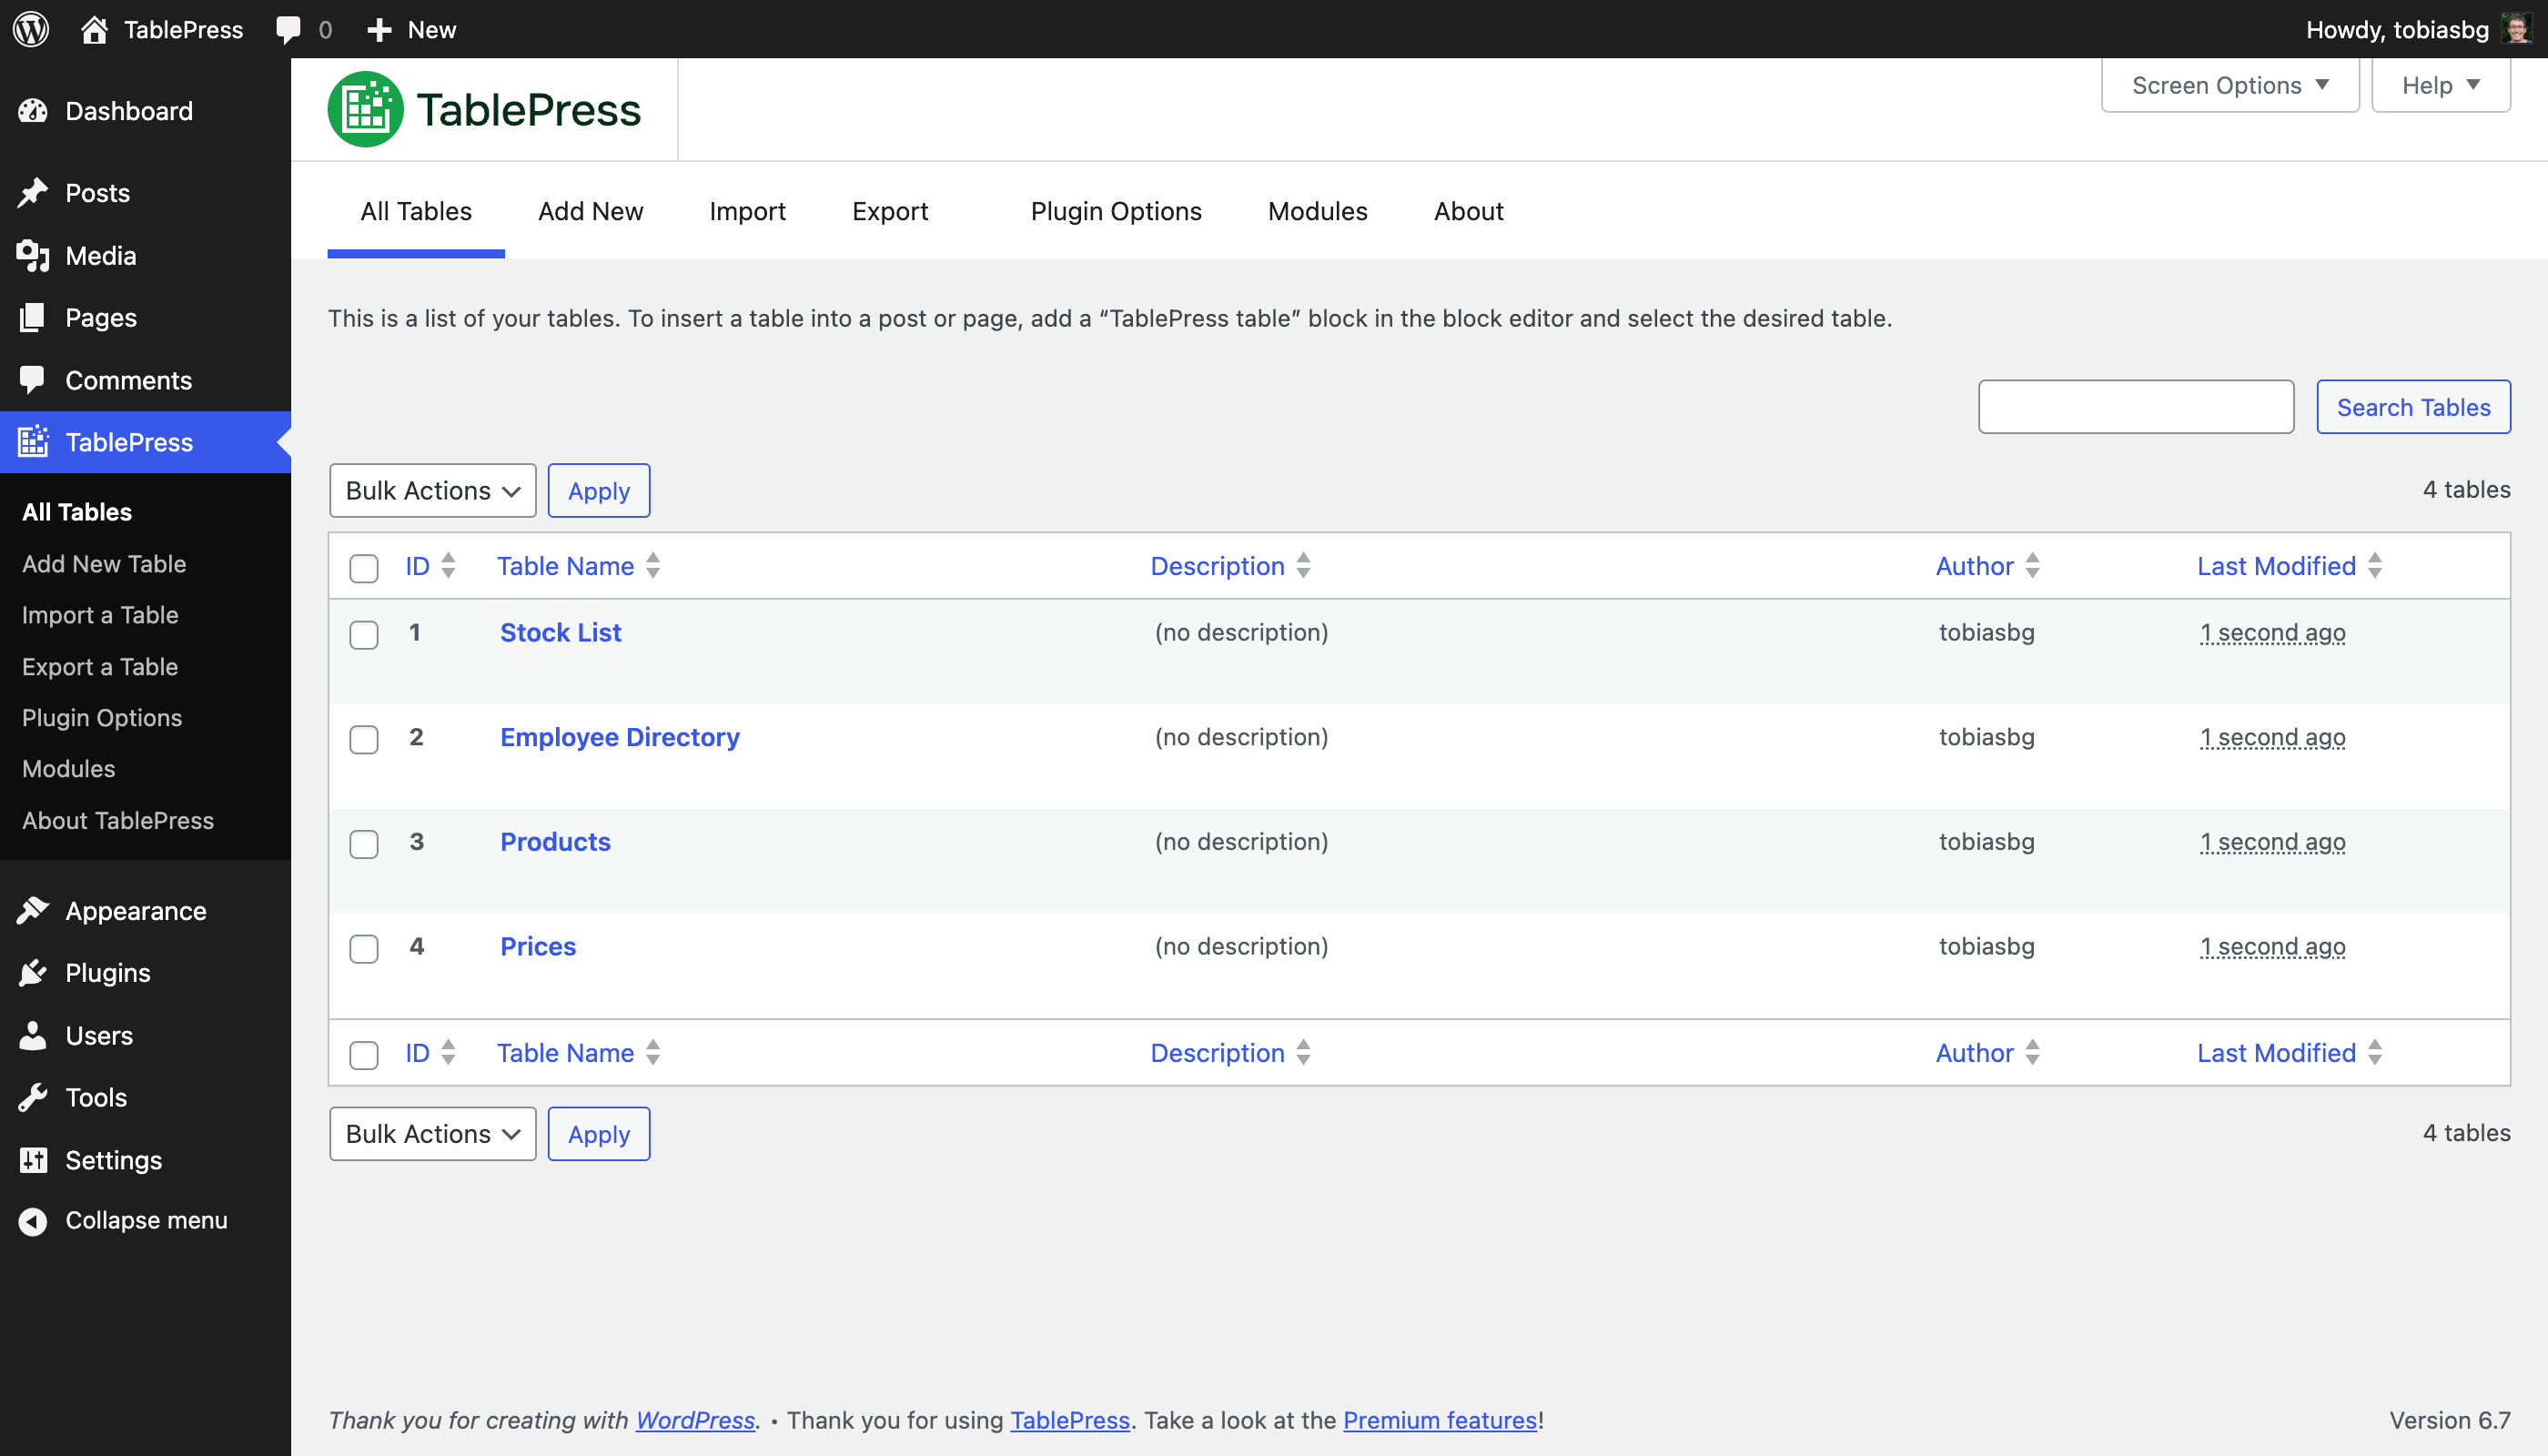 TablePress 0 New Howdy, tobiasbg
Dashboard
Posts
Media
Pages
Comments
TablePress
All Tables
Add New Table
Import a Table
Export a Table
Plugin Options
Modules
About TablePress
Appearance
Plugins
Users
Tools
Settings
Collapse menu
TablePress
Screen Options Help
All Tables Add New Import Export Plugin Options Modules About
This is a list of your tables. To insert a table into a post or page, add a “TablePress table” block in the block editor and select the desired table.
Search Tables
Bulk Actions Apply 4 tables
ID Table Name Description Author Last Modified
1 Stock List (no description) tobiasbg 1 second ago
2 Employee Directory (no description) tobiasbg 1 second ago
3 Products (no description) tobiasbg 1 second ago
4 Prices (no description) tobiasbg 1 second ago
ID Table Name Description Author Last Modified
Bulk Actions Apply 4 tables
Thank you for creating with WordPress. • Thank you for using TablePress. Take a look at the Premium features! Version 6.7